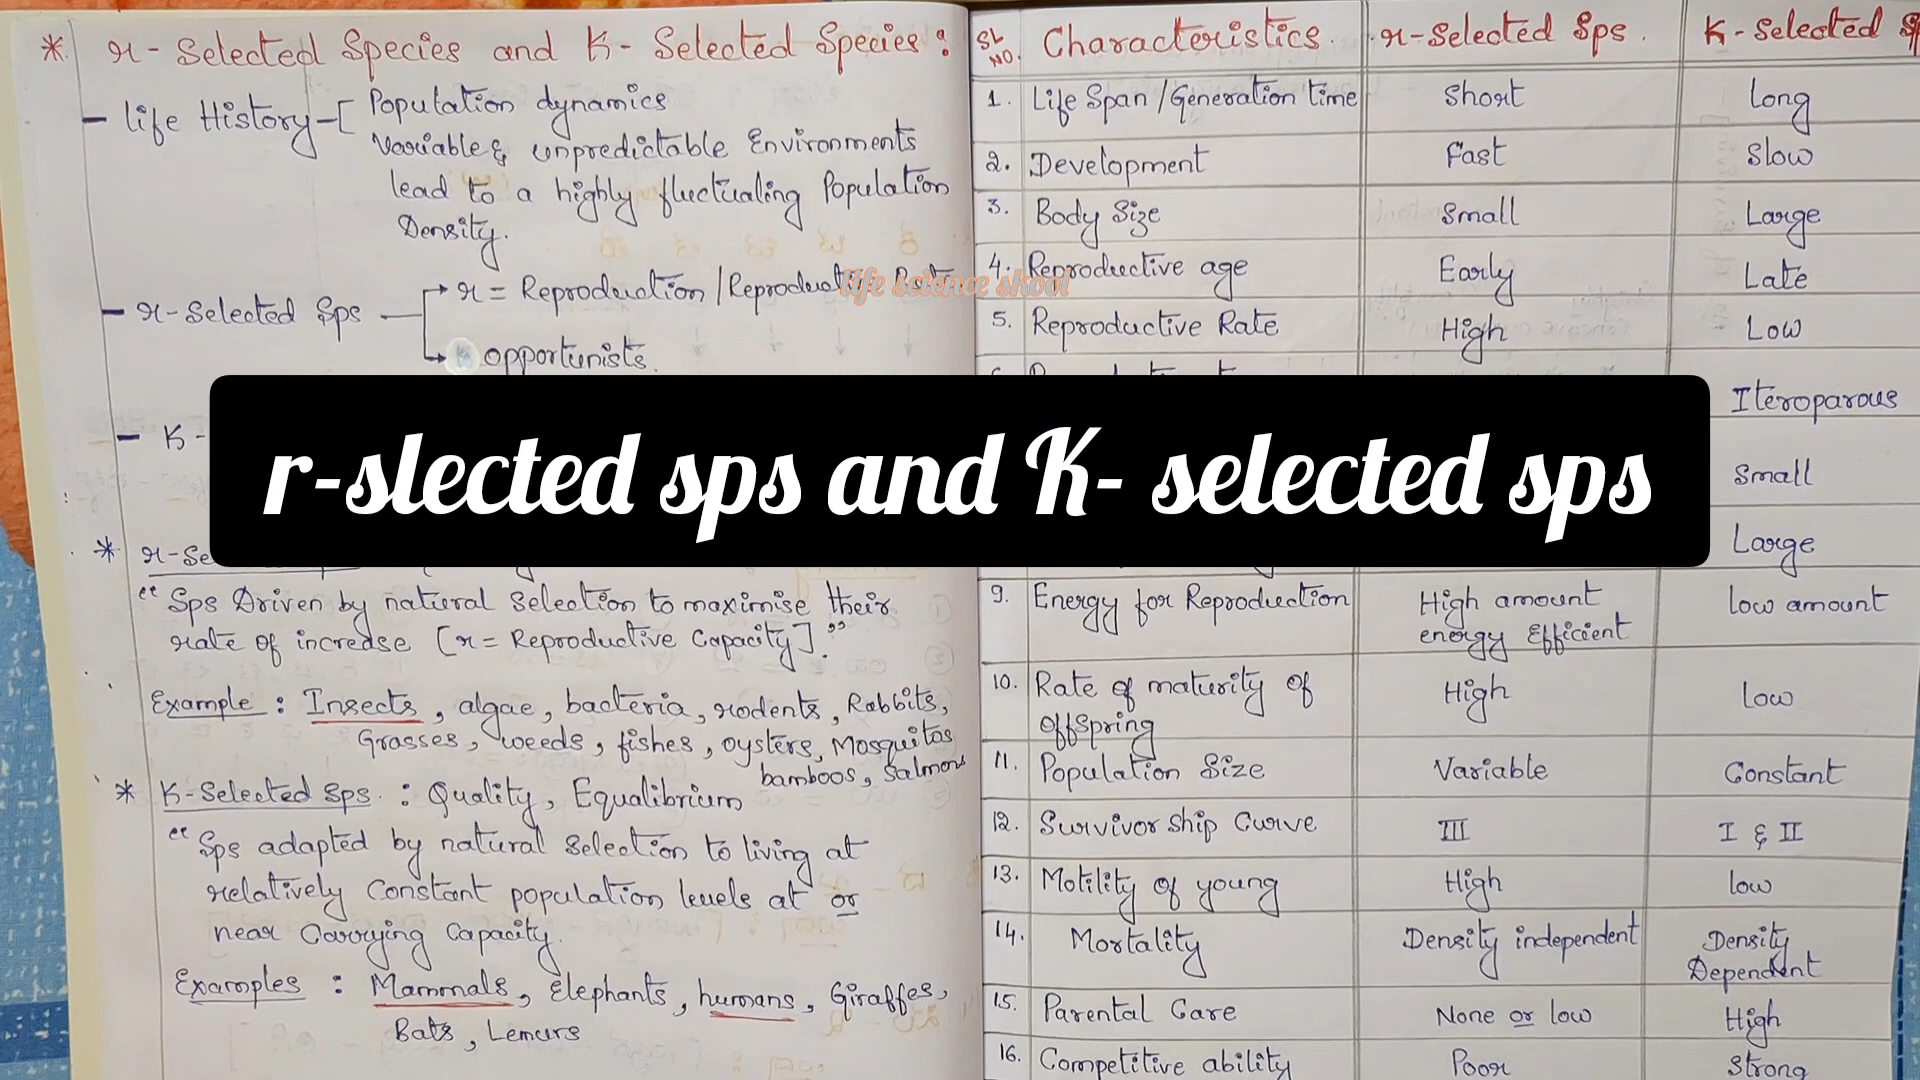 * r-Selected Species and K-Selected Species:
- life History-[ Population dynamics
Variable & unpredictable Environments
lead to a highly fluctualing Population
Density.
- r-Selected Sps r = Reproduction / Reproductive Rate
opportunists.
- K-
* r-Se
"Sps Driven by natural Selection to maximise their
rate of increase [r = Reproductive Capacity]."
Example : Insects, algae, bacteria, rodents, Rabbits,
Grasses, weeds, fishes, oysters, Mosquitos
bamboos, Salmons
* K-Selected Sps : Quality, Equalibrium
"Sps adapted by natural Selection to living at
relatively Constant population levels at or
near Carrying Capacity.
Examples : Mammals, Elephants, humans, Giraffes,
Bats, Lemurs
life science skool
r-slected sps and K- selected sps
SL NO. Characteristics. r-Selected Sps. K-Selected Sp
1. Life Span /Generation time Short long
2. Development Fast Slow
3. Body Size Small Large
4. Reproductive age Early Late
5. Reproductive Rate High Low
Iteroparous
Small
Large
9. Energy for Reproduction High amount low amount
energy Efficient
10. Rate of maturity of High low
offspring
11. Population Size Variable Constant
12. Survivor ship Curve III I & II
13. Motility of young High low
14. Mortality Density independent Density
Dependent
15. Parental Care None or low High
16. Competitive ability Poor Strong